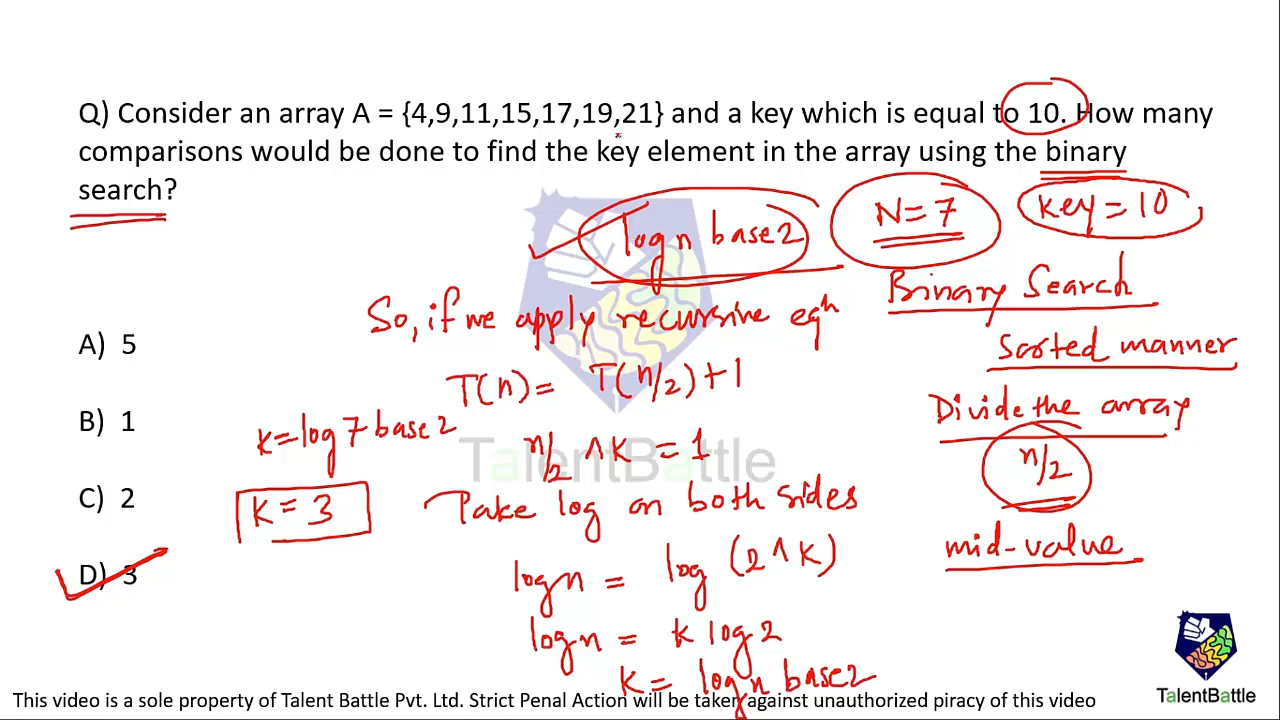 Q) Consider an array A = {4,9,11,15,17,19,21} and a key which is equal to 10. How many
comparisons would be done to find the key element in the array using the binary
search?
N = 7
key = 10
log n base 2
Binary Search
So, if we apply recursive eqn
Sorted manner
A) 5
T(n) = T(n/2) + 1
Divide the array
B) 1
K = log 7 base 2
n/2 ^ K = 1
TalentBattle
n/2
C) 2
K = 3
Take log on both sides
mid-value
D) 3
log n = log (2 ^ K)
log n = k log 2
K = log n base 2
TalentBattle
This video is a sole property of Talent Battle Pvt. Ltd. Strict Penal Action will be taken against unauthorized piracy of this video